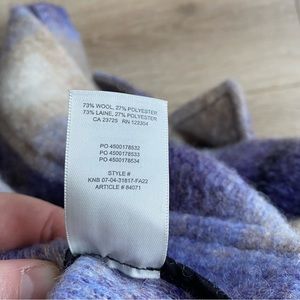 73% WOOL, 27% POLYESTER
73% LAINE, 27% POLYESTER
CA 23725 RN 123304
PO 4500178532
PO 4500178533
PO 4500178534
STYLE #
KNB 07-04-31817-FA22
ARTICLE # 84071